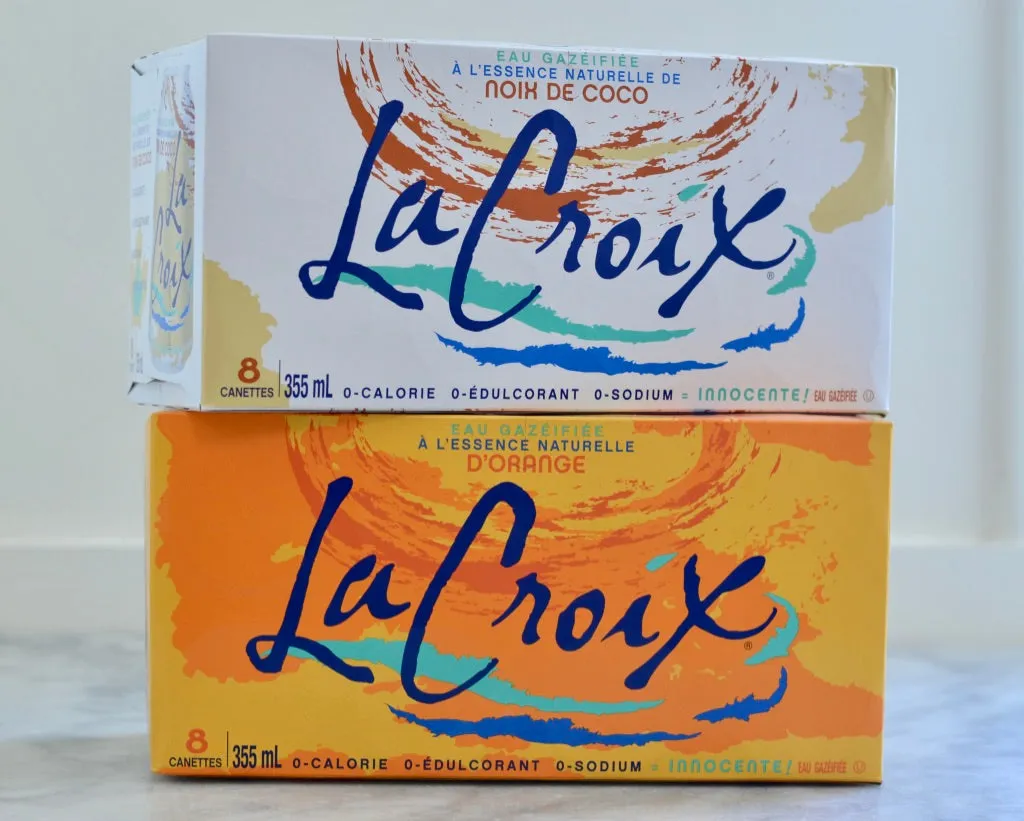 EAU GAZÉIFIÉE
À L'ESSENCE NATURELLE DE
NOIX DE COCO
LaCroix®
8 CANETTES 355 mL 0-CALORIE 0-ÉDULCORANT 0-SODIUM = INNOCENTE! EAU GAZÉIFIÉE
La
Croix
EAU GAZÉIFIÉE
À L'ESSENCE NATURELLE
D'ORANGE
LaCroix®
8 CANETTES 355 mL 0-CALORIE 0-ÉDULCORANT 0-SODIUM = INNOCENTE! EAU GAZÉIFIÉE